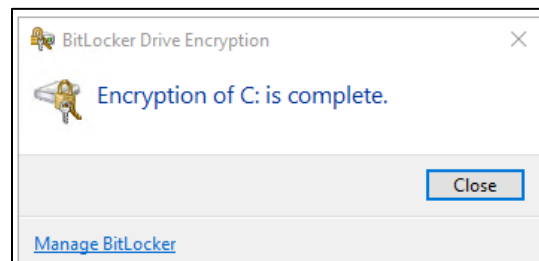 BitLocker Drive Encryption
Encryption of C: is complete.
Close
Manage BitLocker